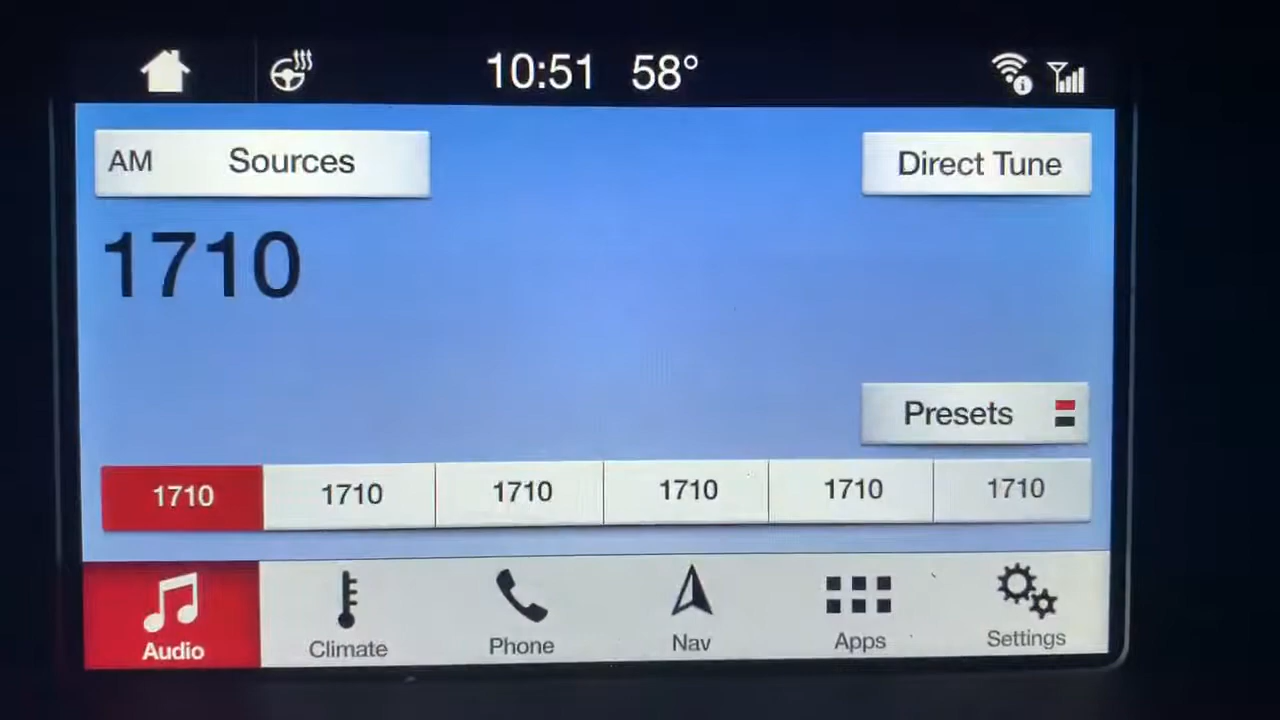 10:51 58°
AM Sources Direct Tune
1710
Presets
1710 1710 1710 1710 1710 1710
Audio Climate Phone Nav Apps Settings